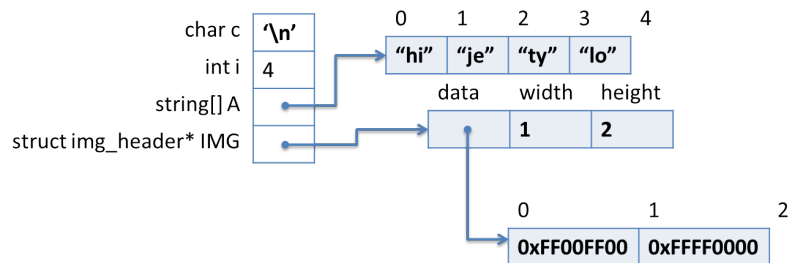 char c '\n'
int i 4
string[] A
struct img_header* IMG
0 1 2 3 4
"hi" "je" "ty" "lo"
data width height
1 2
0 1 2
0xFF00FF00 0xFFFF0000